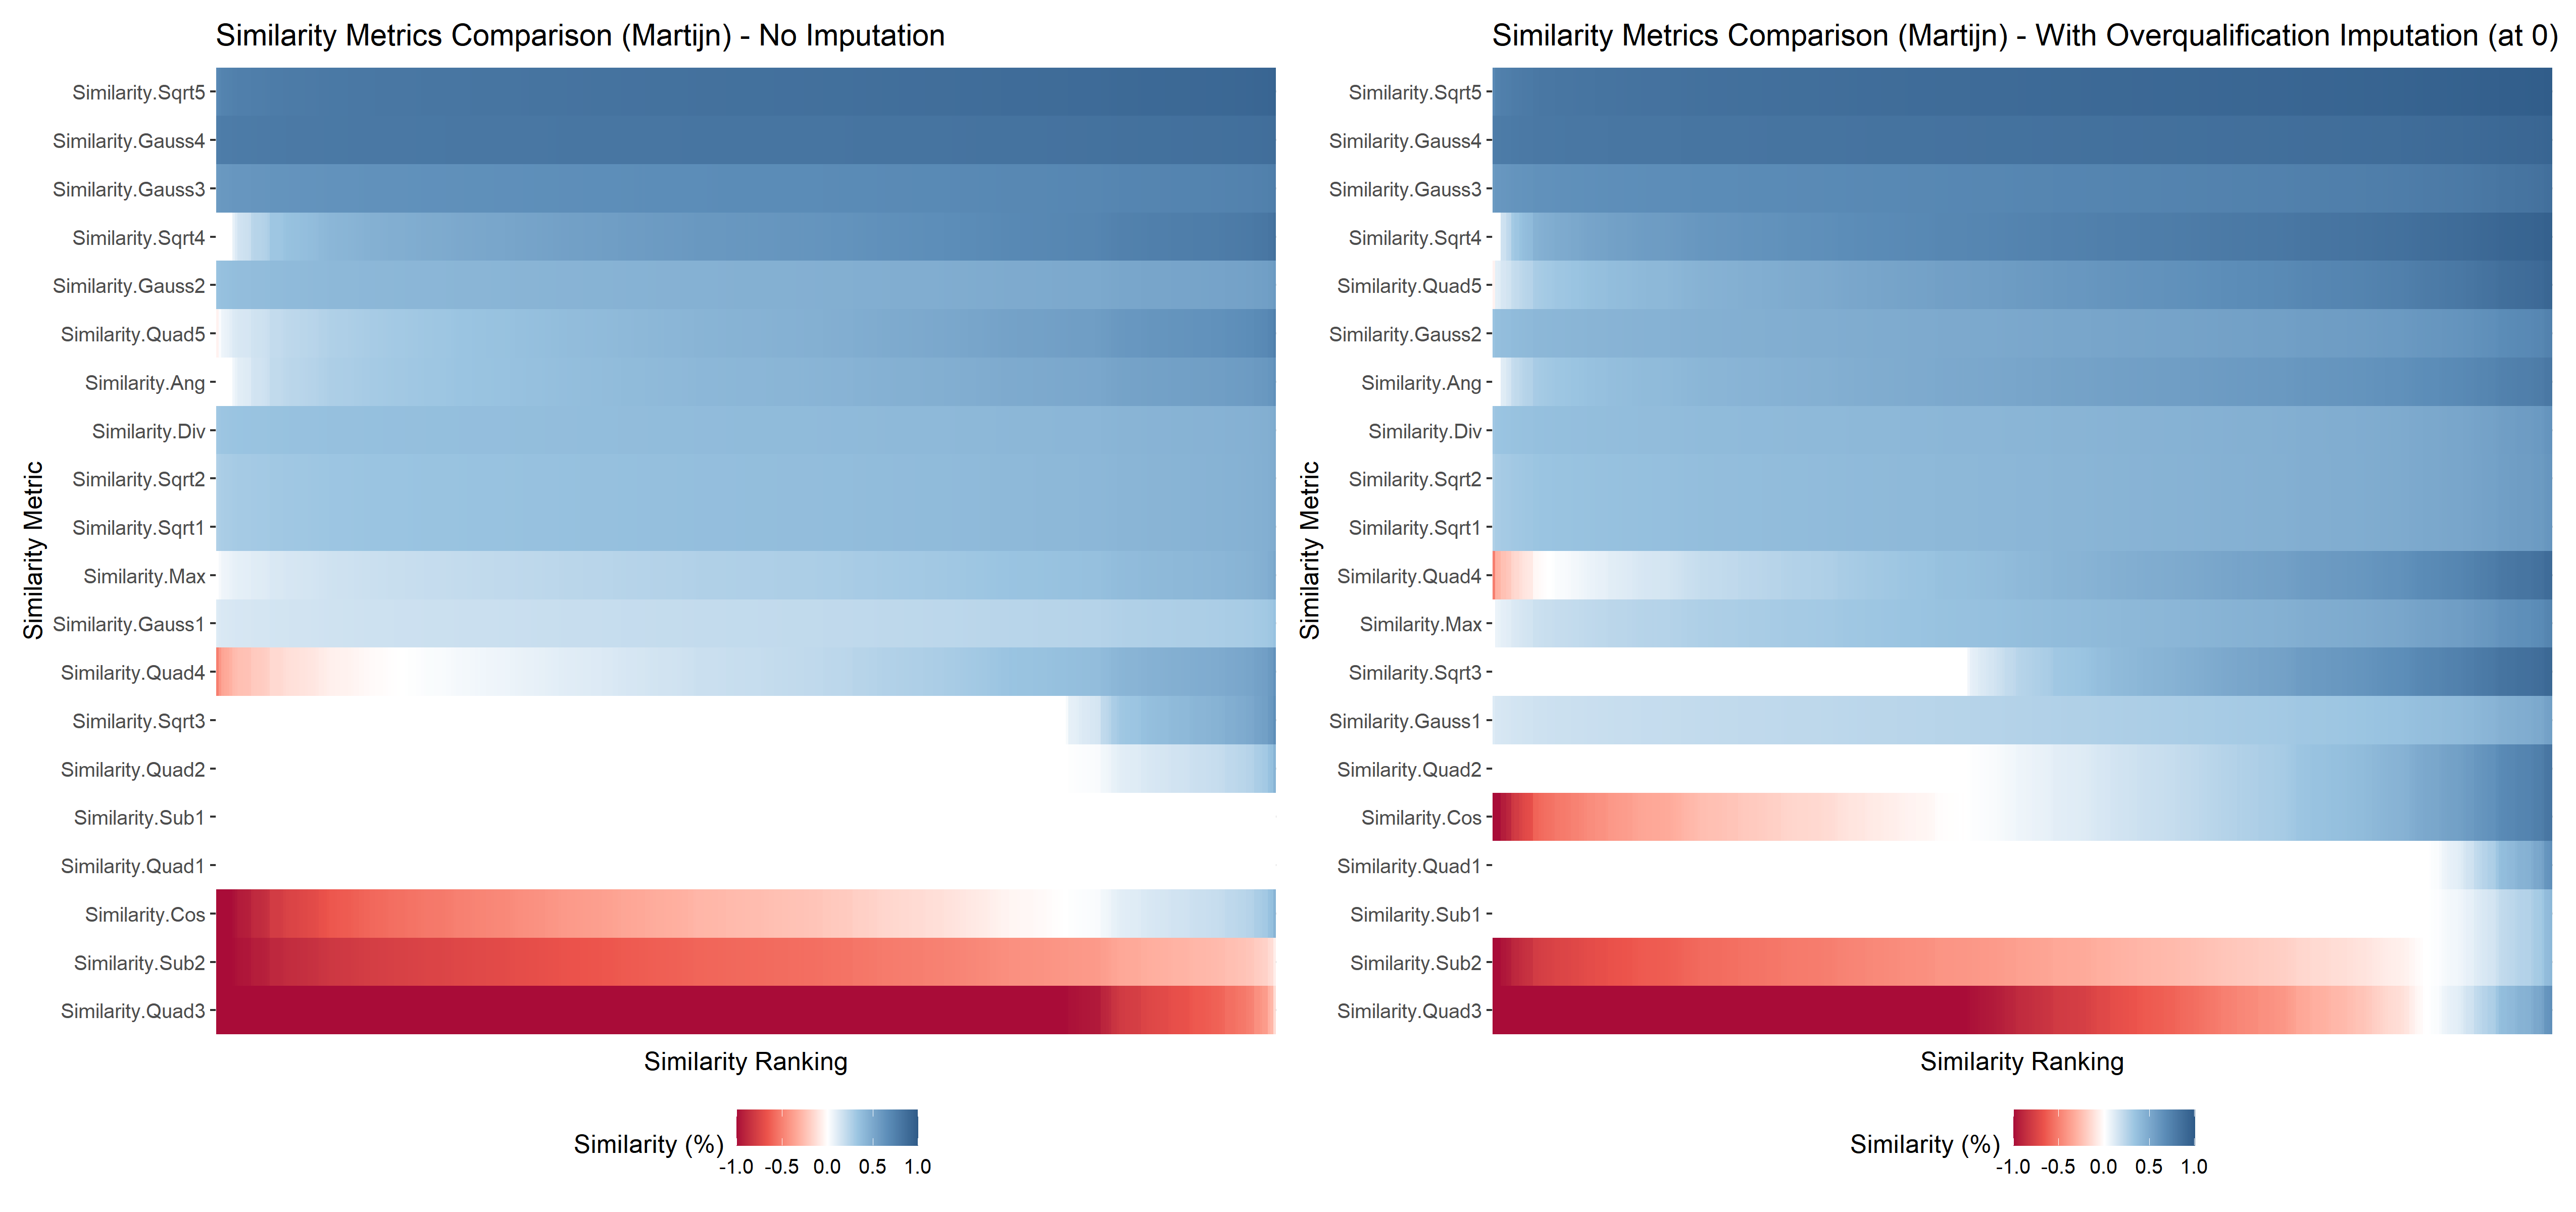 Similarity Metrics Comparison (Martijn) - No Imputation
Similarity Metric
Similarity.Sqrt5
Similarity.Gauss4
Similarity.Gauss3
Similarity.Sqrt4
Similarity.Gauss2
Similarity.Quad5
Similarity.Ang
Similarity.Div
Similarity.Sqrt2
Similarity.Sqrt1
Similarity.Max
Similarity.Gauss1
Similarity.Quad4
Similarity.Sqrt3
Similarity.Quad2
Similarity.Sub1
Similarity.Quad1
Similarity.Cos
Similarity.Sub2
Similarity.Quad3
Similarity Ranking
Similarity (%)
-1.0 -0.5 0.0 0.5 1.0
Similarity Metrics Comparison (Martijn) - With Overqualification Imputation (at 0)
Similarity Metric
Similarity.Sqrt5
Similarity.Gauss4
Similarity.Gauss3
Similarity.Sqrt4
Similarity.Quad5
Similarity.Gauss2
Similarity.Ang
Similarity.Div
Similarity.Sqrt2
Similarity.Sqrt1
Similarity.Quad4
Similarity.Max
Similarity.Sqrt3
Similarity.Gauss1
Similarity.Quad2
Similarity.Cos
Similarity.Quad1
Similarity.Sub1
Similarity.Sub2
Similarity.Quad3
Similarity Ranking
Similarity (%)
-1.0 -0.5 0.0 0.5 1.0